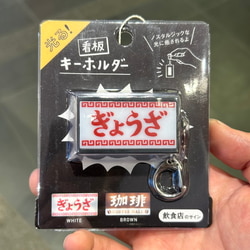 光る!
看板
キーホルダー
ノスタルジックな
光に癒されるよ
ぎょうざ
ぎょうざ
WHITE
珈琲
BROWN
飲食店のサイン